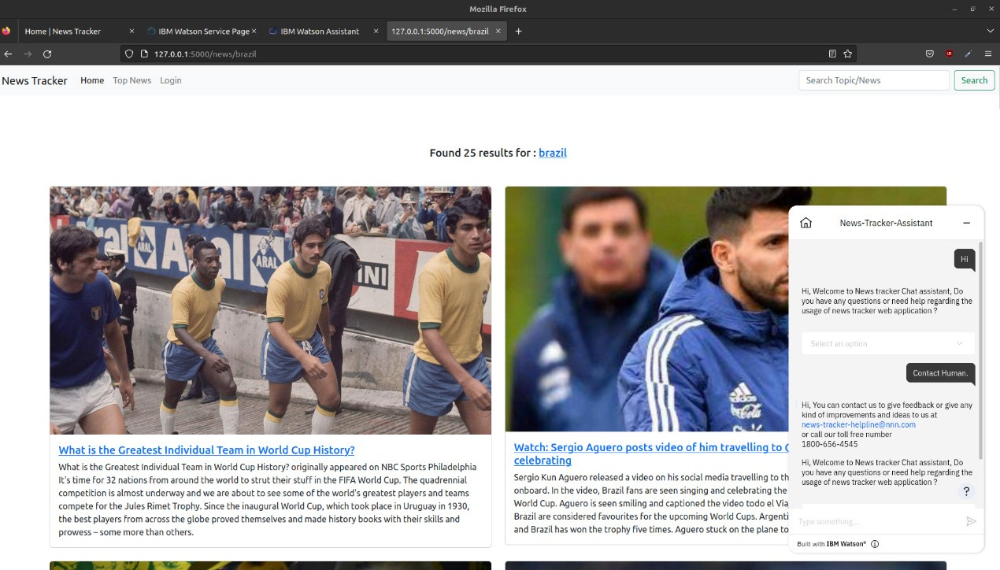 Mozilla Firefox
Home | News Tracker
IBM Watson Service Page
IBM Watson Assistant
127.0.0.1:5000/news/brazil
127.0.0.1:5000/news/brazil
News Tracker
Home
Top News
Login
Search Topic/News
Search
Found 25 results for : brazil
ARAL
Aral
ARAL
What is the Greatest Individual Team in World Cup History?
What is the Greatest Individual Team in World Cup History? originally appeared on NBC Sports Philadelphia
It's time for 32 nations from around the world to strut their stuff in the FIFA World Cup. The quadrennial
competition is almost underway and we are about to see some of the world's greatest players and teams
compete for the Jules Rimet Trophy. Since the inaugural World Cup, which took place in Uruguay in 1930,
the best players from across the globe proved themselves and made history books with their skills and
prowess – some more than others.
adidas
Coca-Cola
Watch: Sergio Aguero posts video of him travelling to
celebrating
Sergio Kun Aguero released a video on his social media travelling to th
onboard. In the video, Brazil fans are seen singing and celebrating the
World Cup. Aguero is seen smiling and captioned the video todo el Via
Brazil are considered favourites for the upcoming World Cups. Argenti
and Brazil has won the trophy five times. Aguero stuck on the plane to
News-Tracker-Assistant
Hi
Hi, Welcome to News tracker Chat assistant, Do
you have any questions or need help regarding the
usage of news tracker web application ?
Select an option
Contact Human.
Hi, You can contact us to give feedback or give any
kind of improvements and ideas to us at
news-tracker-helpline@nnn.com
or call our toll free number
1800-656-4545
Hi, Welcome to News tracker Chat assistant, Do
you have any questions or need help regarding the
usage of news tracker web application ?
?
Type something...
Built with IBM Watson®